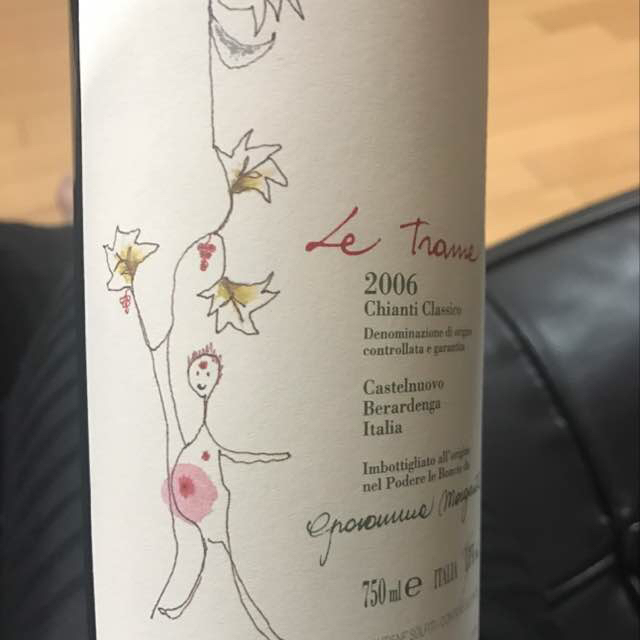 Le Trame
2006
Chianti Classico
Denominazione di origine
controllata e garantita
Castelnuovo
Berardenga
Italia
Imbottigliato all'origine
nel Podere le Boncie da
Giovanna
750 ml e ITALIA